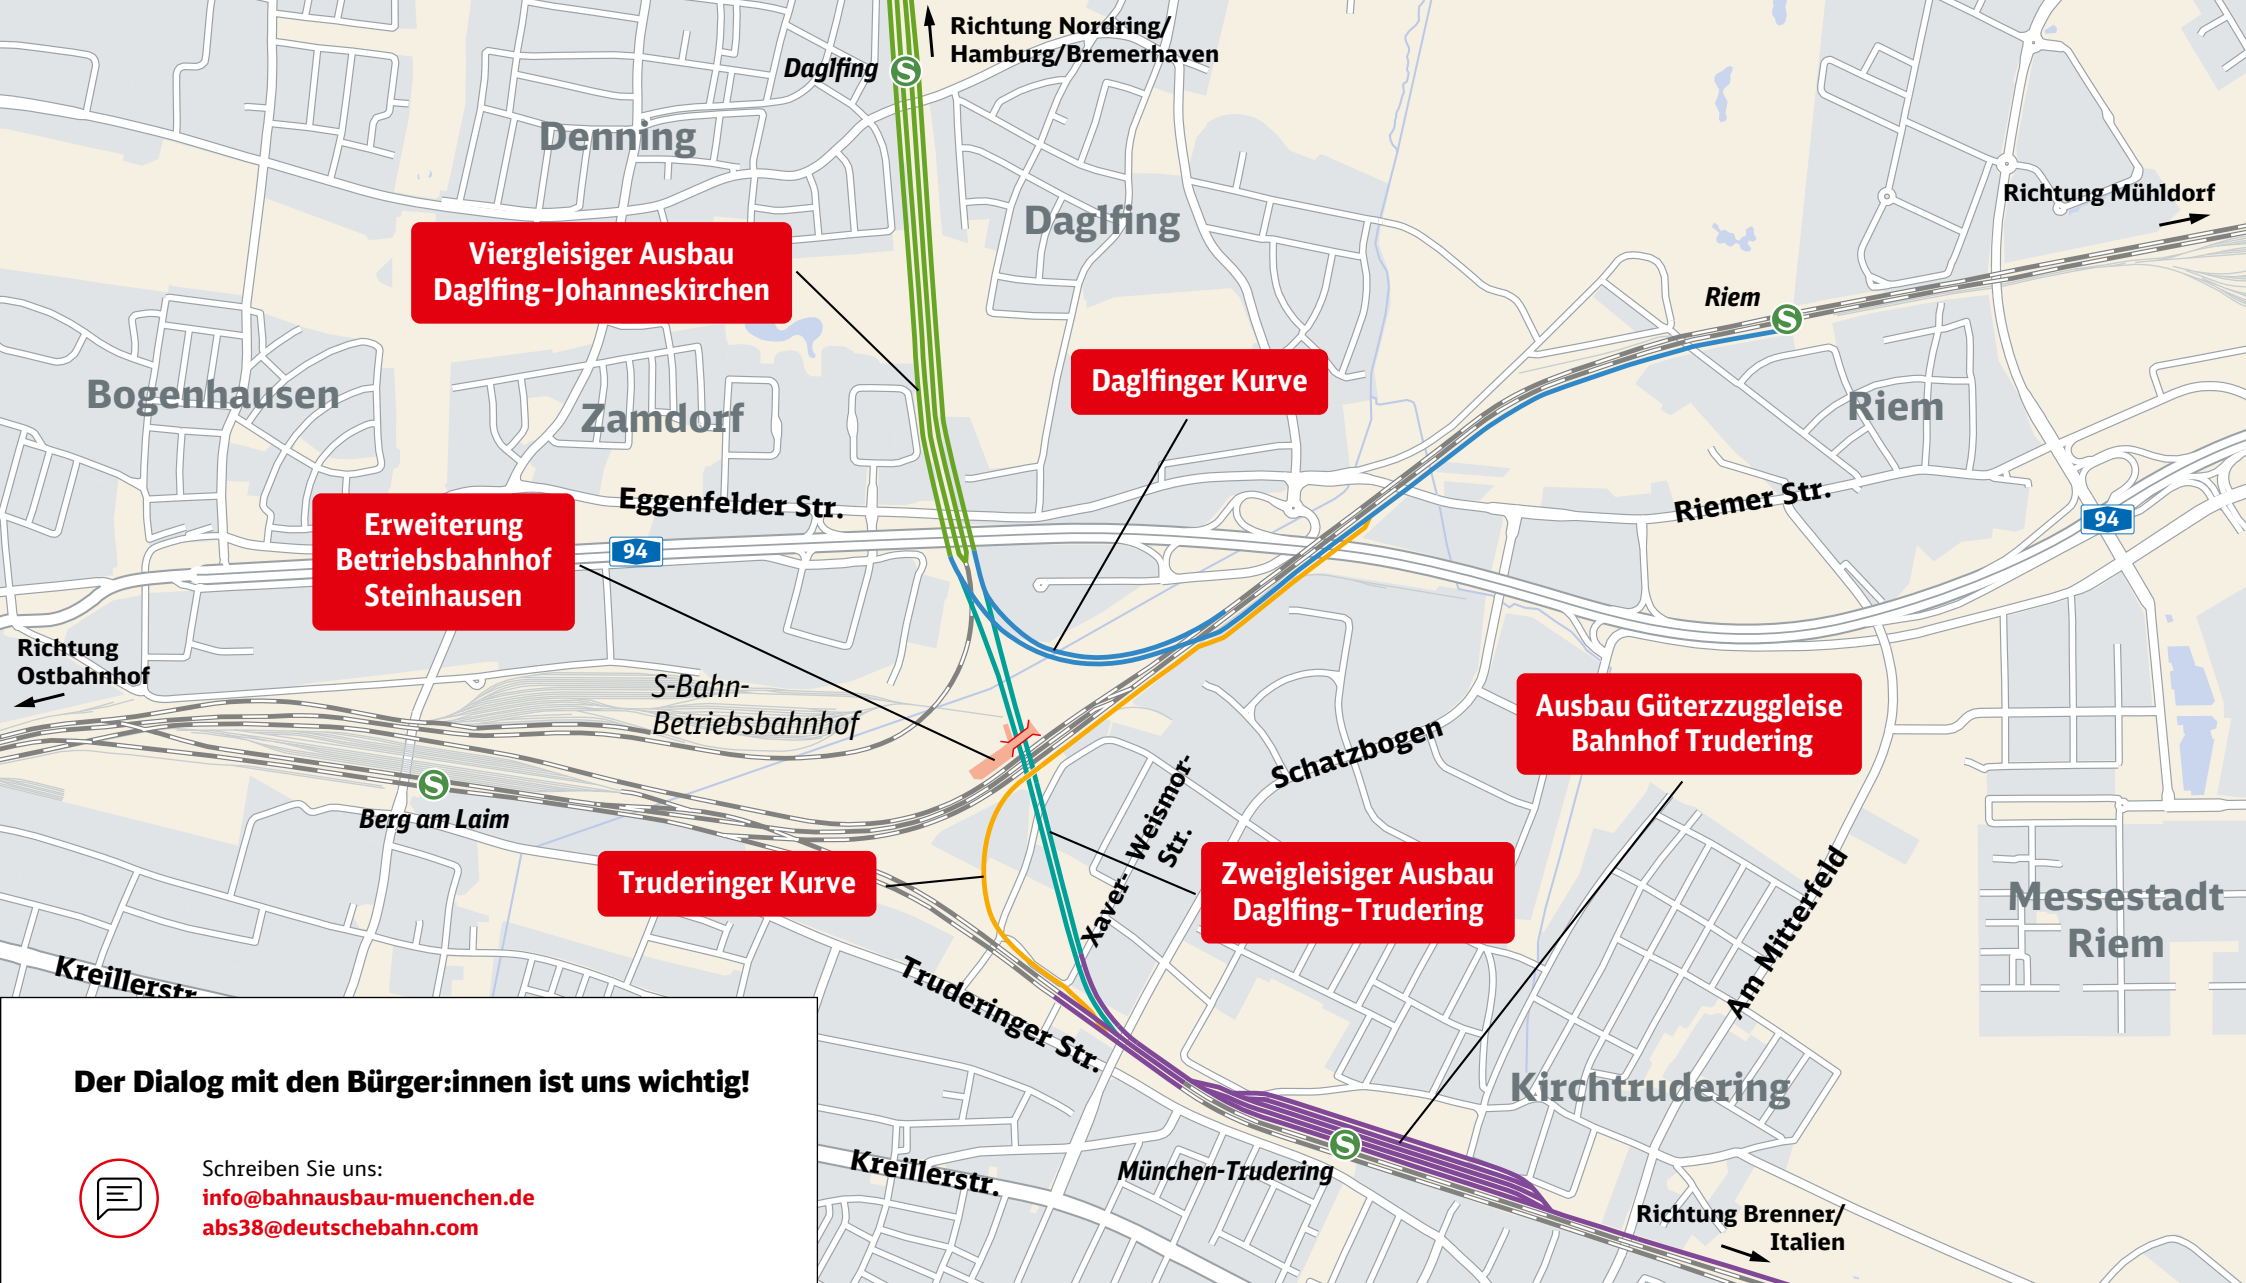 Richtung Nordring/
Hamburg/Bremerhaven
Daglfing
S
Denning
Richtung Mühldorf
Daglfing
Viergleisiger Ausbau
Daglfing–Johanneskirchen
Riem
S
Daglfinger Kurve
Bogenhausen
Zamdorf
Riem
Eggenfelder Str.
Riemer Str.
94
Erweiterung
Betriebsbahnhof
Steinhausen
94
Richtung
Ostbahnhof
S-Bahn-
Betriebsbahnhof
Ausbau Güterzzuggleise
Bahnhof Trudering
Schatzbogen
S
Berg am Laim
Xaver- Weismor-
Str.
Truderinger Kurve
Zweigleisiger Ausbau
Daglfing–Trudering
Am Mitterfeld
Messestadt
Riem
Kreillerstr.
Truderinger Str.
Kirchtrudering
S
München-Trudering
Kreillerstr.
Richtung Brenner/
Italien
Der Dialog mit den Bürger:innen ist uns wichtig!
Schreiben Sie uns:
info@bahnausbau-muenchen.de
abs38@deutschebahn.com